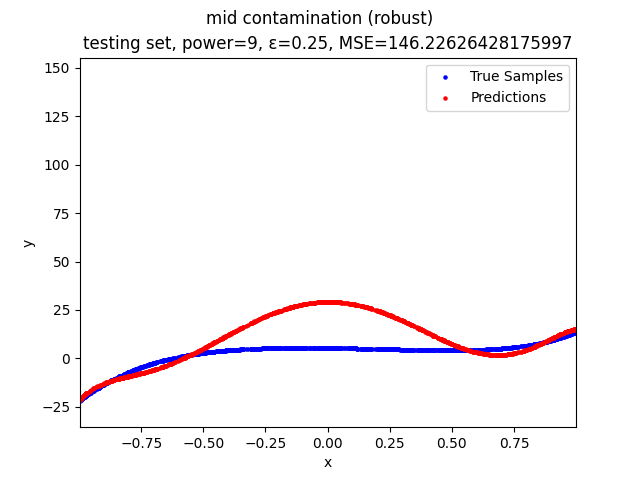 mid contamination (robust)
testing set, power=9, ε=0.25, MSE=146.22626428175997
True Samples
Predictions
150
125
100
75
50
25
0
−25
y
−0.75
−0.50
−0.25
0.00
0.25
0.50
0.75
x